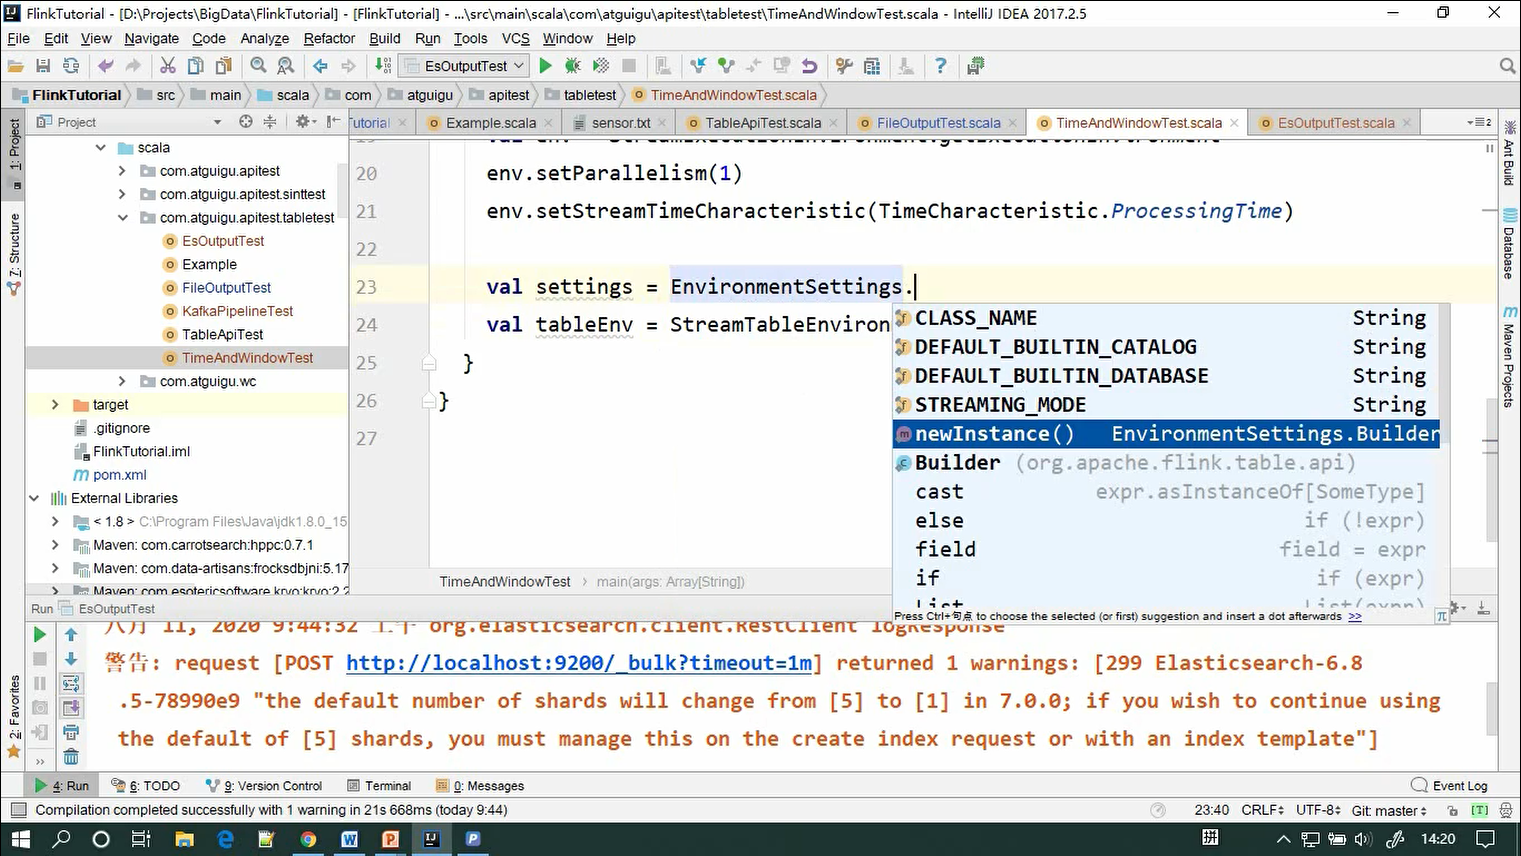 FlinkTutorial - [D:\Projects\BigData\FlinkTutorial] - [FlinkTutorial] - ...\src\main\scala\com\atguigu\apitest\tabletest\TimeAndWindowTest.scala - IntelliJ IDEA 2017.2.5
File Edit View Navigate Code Analyze Refactor Build Run Tools VCS Window Help
EsOutputTest
FlinkTutorial src main scala com atguigu apitest tabletest TimeAndWindowTest.scala
Project
Tutorial Example.scala sensor.txt TableApiTest.scala FileOutputTest.scala TimeAndWindowTest.scala EsOutputTest.scala
2
1: Project
7: Structure
2: Favorites
Ant Build
Database
Maven Projects
scala
com.atguigu.apitest
com.atguigu.apitest.sinttest
com.atguigu.apitest.tabletest
EsOutputTest
Example
FileOutputTest
KafkaPipelineTest
TableApiTest
TimeAndWindowTest
com.atguigu.wc
target
.gitignore
FlinkTutorial.iml
pom.xml
External Libraries
< 1.8 > C:\Program Files\Java\jdk1.8.0_15
Maven: com.carrotsearch:hppc:0.7.1
Maven: com.data-artisans:frocksdbjni:5.17
Maven: com.esotericsoftware.kryo:kryo:2.2
19 val env = StreamExecutionEnvironment.getExecutionEnvironment
20 env.setParallelism(1)
21 env.setStreamTimeCharacteristic(TimeCharacteristic.ProcessingTime)
22
23 val settings = EnvironmentSettings.
24 val tableEnv = StreamTableEnviron
25 }
26 }
27
CLASS_NAME String
DEFAULT_BUILTIN_CATALOG String
DEFAULT_BUILTIN_DATABASE String
STREAMING_MODE String
newInstance() EnvironmentSettings.Builder
Builder (org.apache.flink.table.api)
cast expr.asInstanceOf[SomeType]
else if (!expr)
field field = expr
if if (expr)
List List(expr)
Press Ctrl+句点 to choose the selected (or first) suggestion and insert a dot afterwards >>
π
TimeAndWindowTest main(args: Array[String])
Run EsOutputTest
八月 11, 2020 9:44:32 上午 org.elasticsearch.client.RestClient logResponse
警告: request [POST http://localhost:9200/_bulk?timeout=1m] returned 1 warnings: [299 Elasticsearch-6.8
.5-78990e9 "the default number of shards will change from [5] to [1] in 7.0.0; if you wish to continue using
the default of [5] shards, you must manage this on the create index request or with an index template"]
4: Run 6: TODO 9: Version Control Terminal 0: Messages Event Log
Compilation completed successfully with 1 warning in 21s 668ms (today 9:44) 23:40 CRLF UTF-8 Git: master [T]
拼 14:20